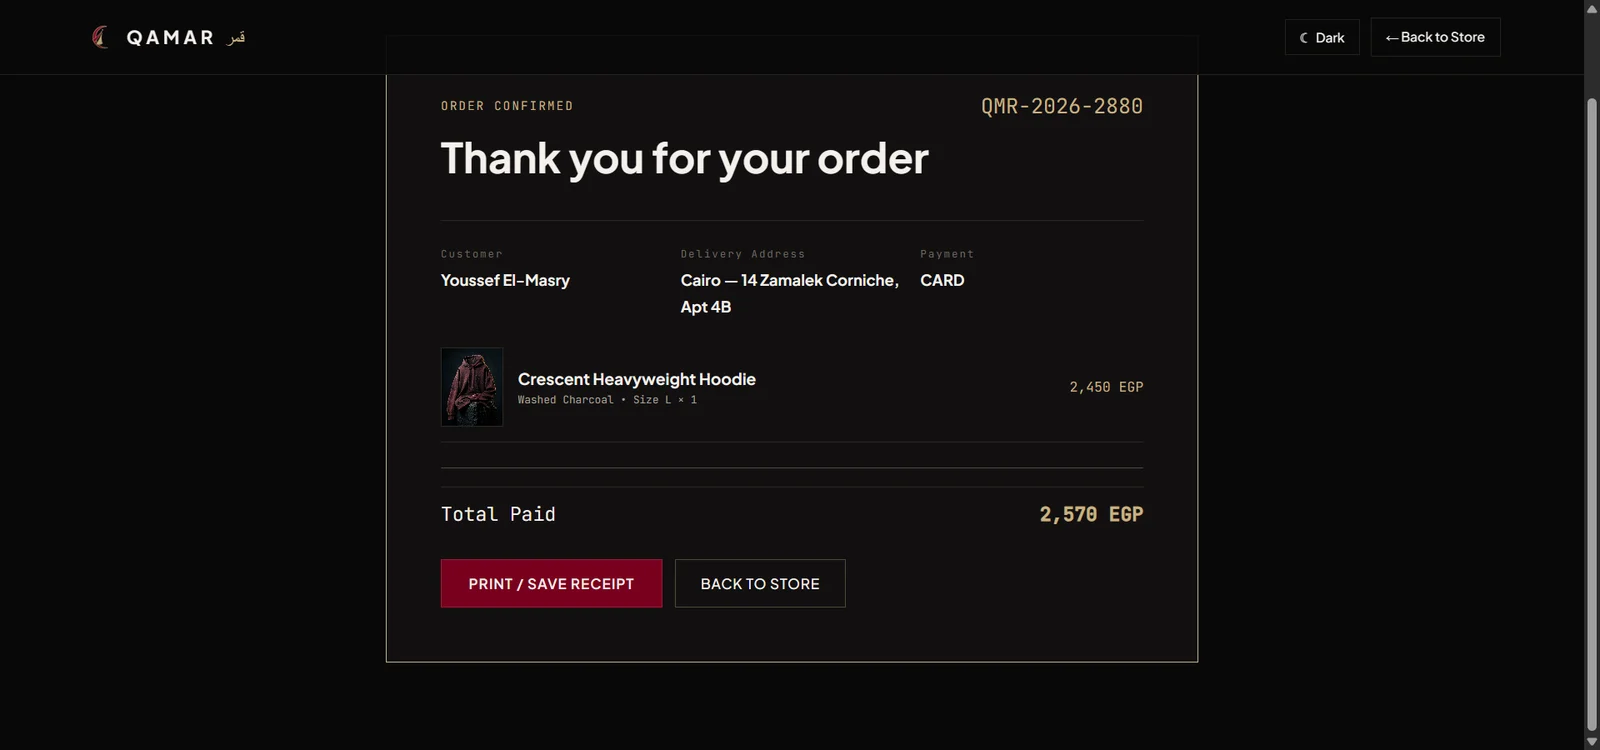 QAMAR قمر
☾ Dark
← Back to Store
ORDER CONFIRMED
QMR-2026-2880
Thank you for your order
Customer
Youssef El-Masry
Delivery Address
Cairo — 14 Zamalek Corniche,
Apt 4B
Payment
CARD
Crescent Heavyweight Hoodie
Washed Charcoal • Size L × 1
2,450 EGP
Total Paid
2,570 EGP
PRINT / SAVE RECEIPT
BACK TO STORE